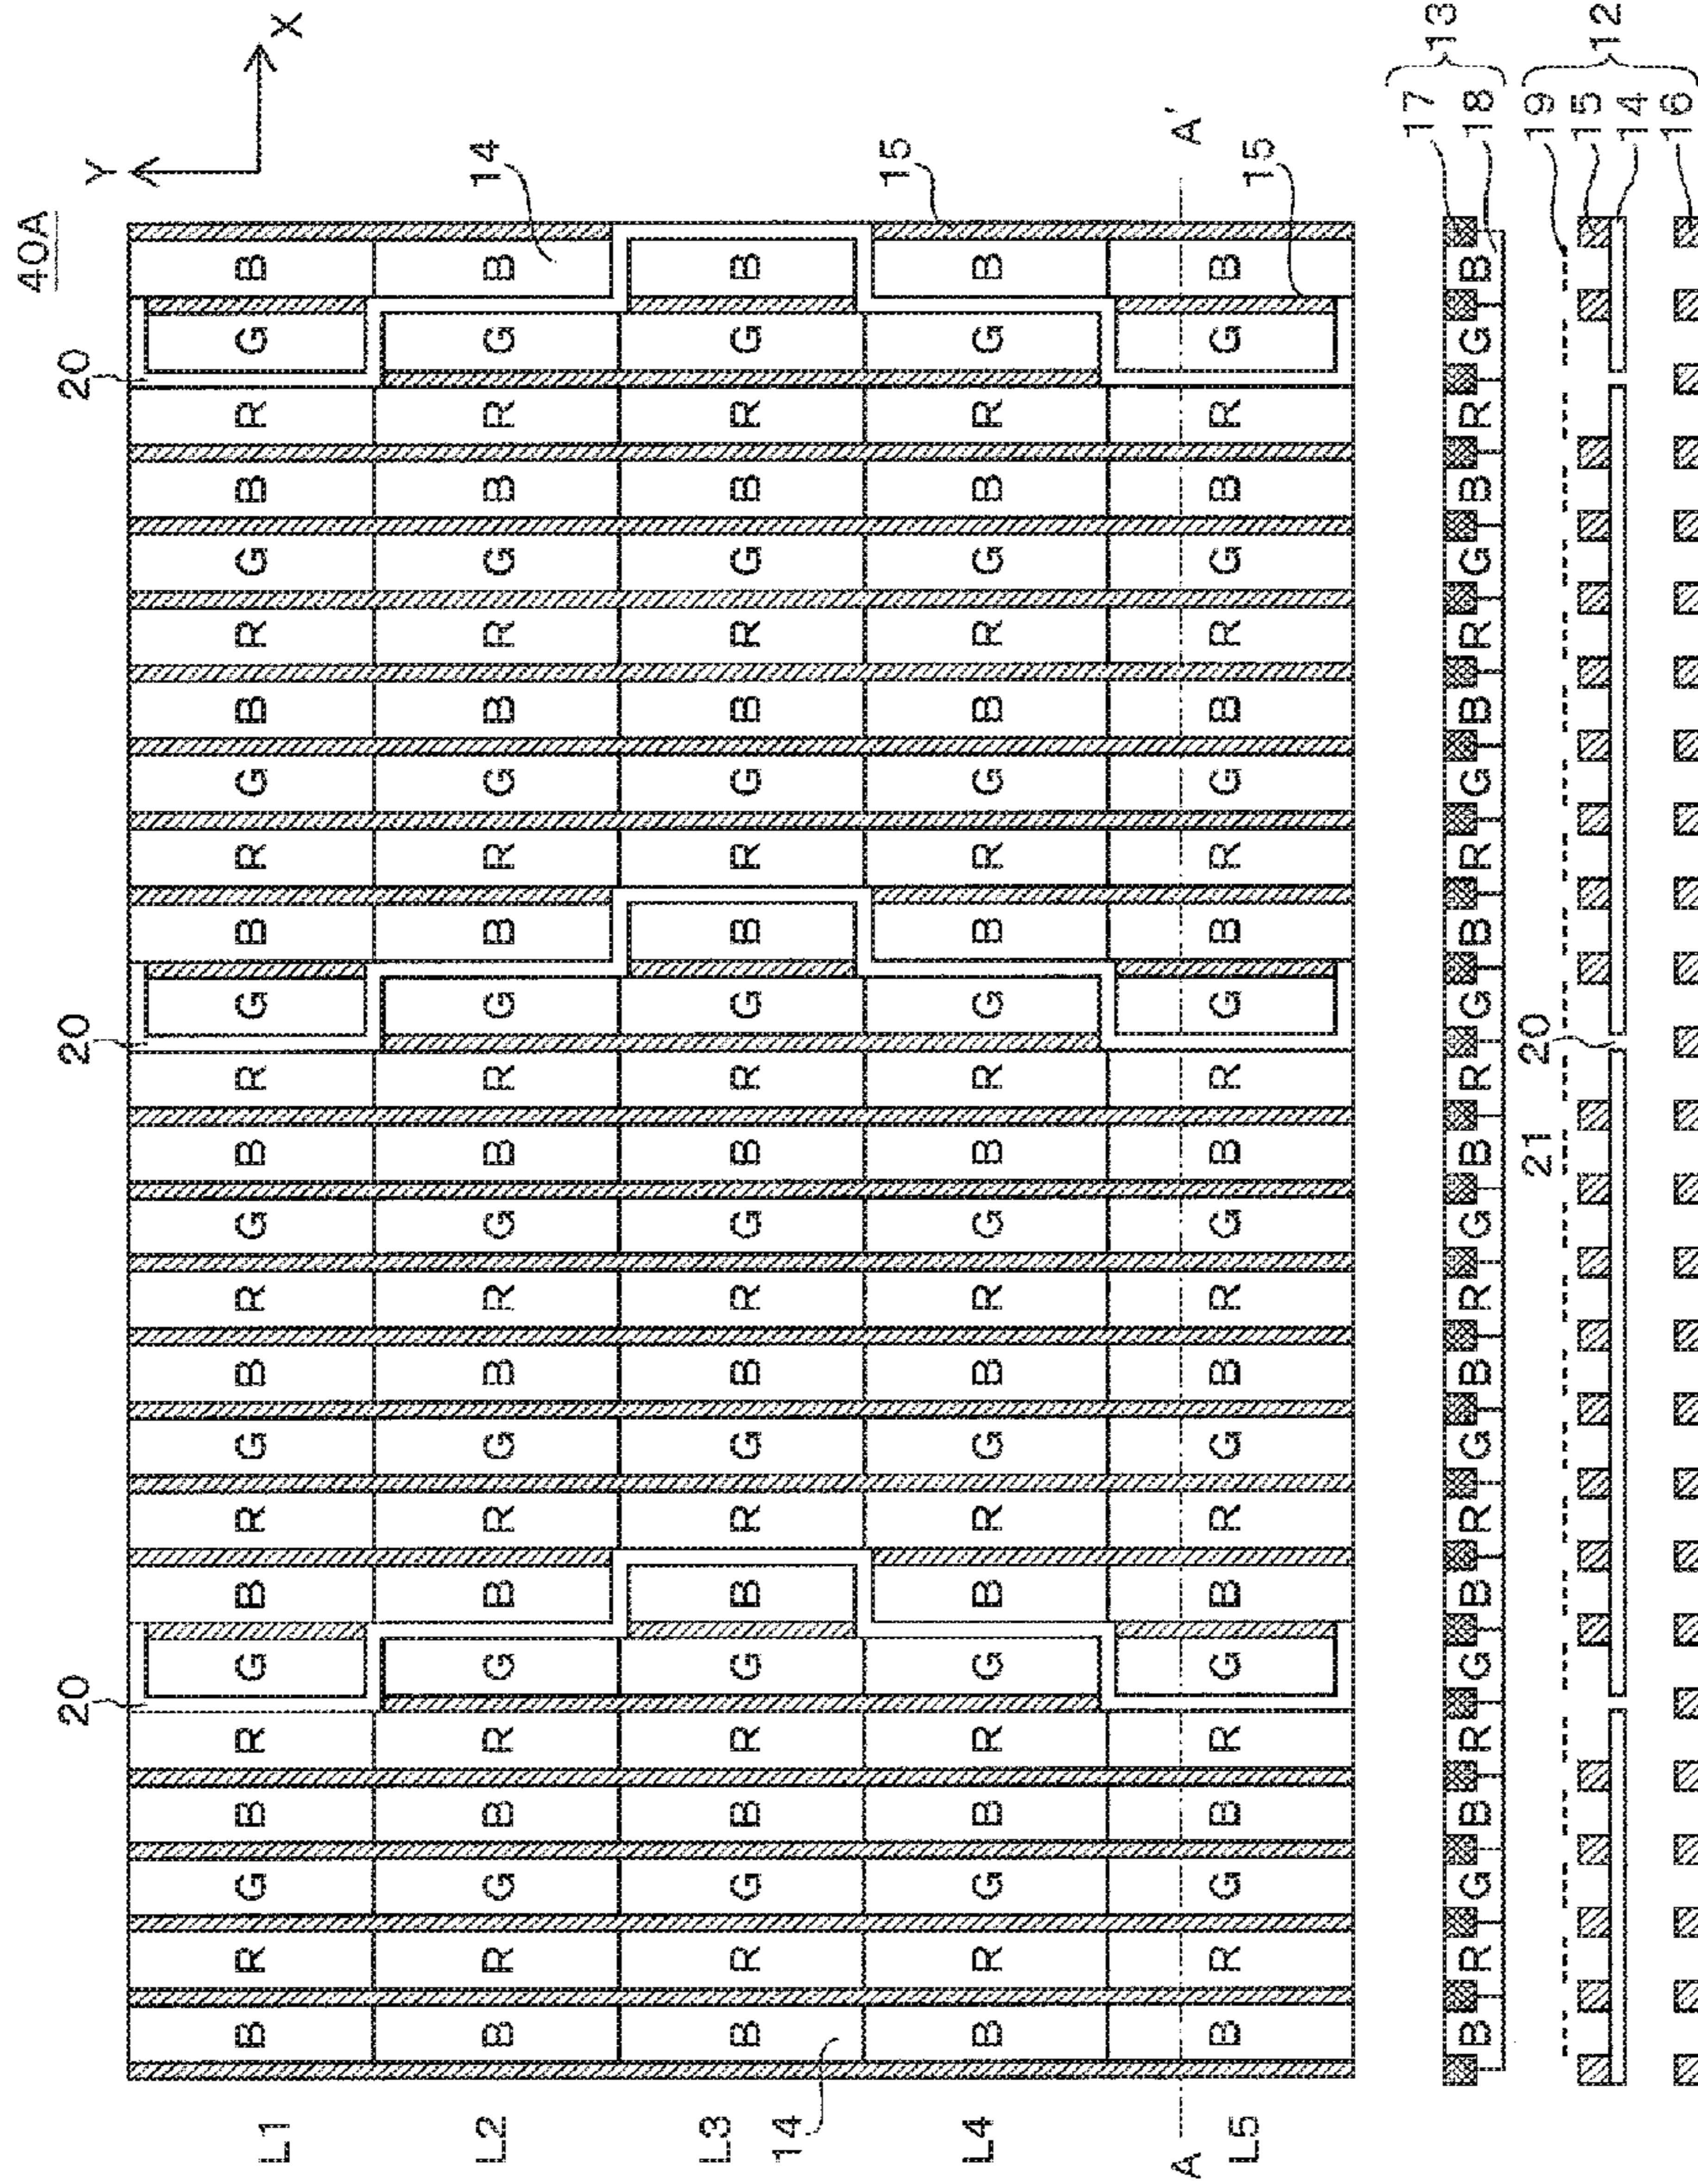 40A
20 20 20
Y
X
L1 B R G B R G B R G B R G B R G B R G B R G B R G B
L2 B R G B R G B R G B R G B R G B R G B R G B R G B 14
L3 B R G B R G B R G B R G B R G B R G B R G B R G B
14
L4 B R G B R G B R G B R G B R G B R G B R G B R G B 15
A A'
L5 B R G B R G B R G B R G B R G B R G B R G B R G B 15
17
13
B R G B R G B R G B R G B R G B R G B R G B R G B 18
21 20 19
15
12
14
16